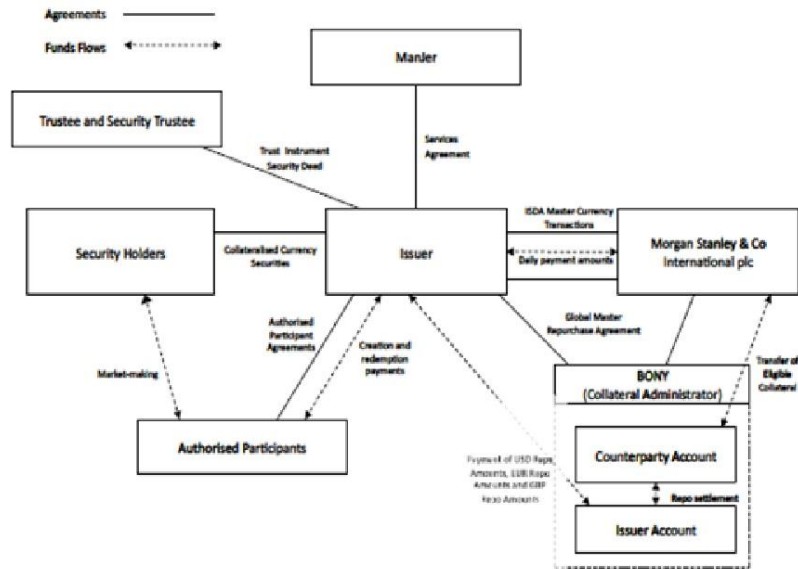 Agreements
Funds Flows
ManJer
Trustee and Security Trustee
Services
Agreement
Trust Instrument
Security Deed
ISDA Master Currency
Transactions
Security Holders
Collateralised Currency
Securities
Issuer
Daily payment amounts
Morgan Stanley & Co
International plc
Authorised
Participant
Agreements
Creation and
redemption
payments
Global Master
Repurchase Agreement
Market-making
Transfer of
Eligible
Collateral
BONY
(Collateral Administrator)
Authorised Participants
Payment of USD Repo
Amounts, EUR Repo
Amounts and GBP
Repo Amounts
Counterparty Account
Repo settlement
Issuer Account